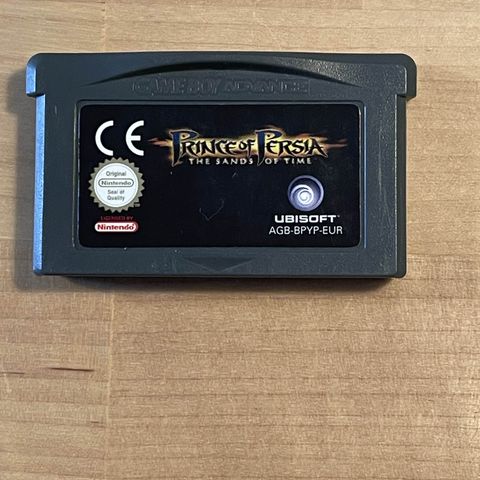 GAME BOY ADVANCE
CE
PRINCE OF PERSIA
THE SANDS OF TIME
Original
Nintendo
Seal of
Quality
LICENSED BY
Nintendo
UBISOFT
AGB-BPYP-EUR